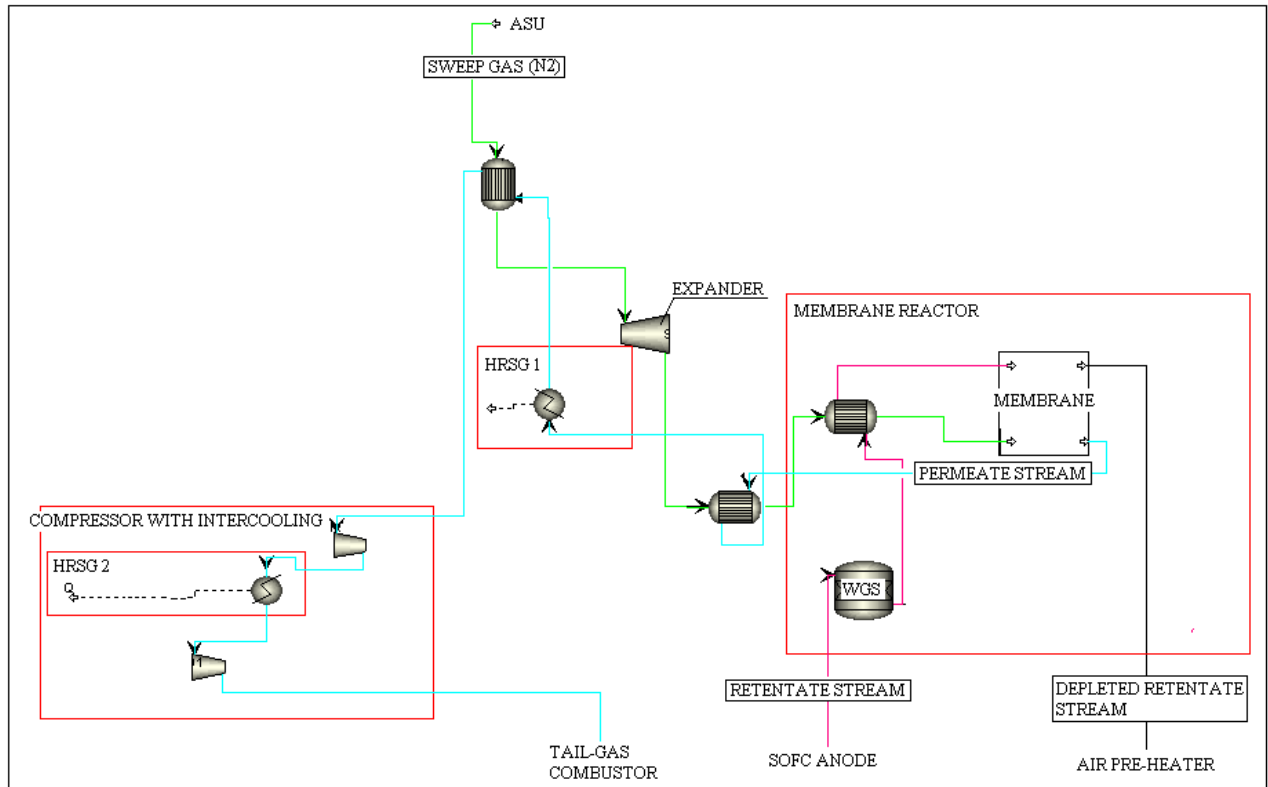 ASU
SWEEP GAS (N2)
EXPANDER
MEMBRANE REACTOR
HRSG 1
MEMBRANE
PERMEATE STREAM
COMPRESSOR WITH INTERCOOLING
HRSG 2
Q
WGS
RETENTATE STREAM
DEPLETED RETENTATE
STREAM
TAIL-GAS
COMBUSTOR
SOFC ANODE
AIR PRE-HEATER